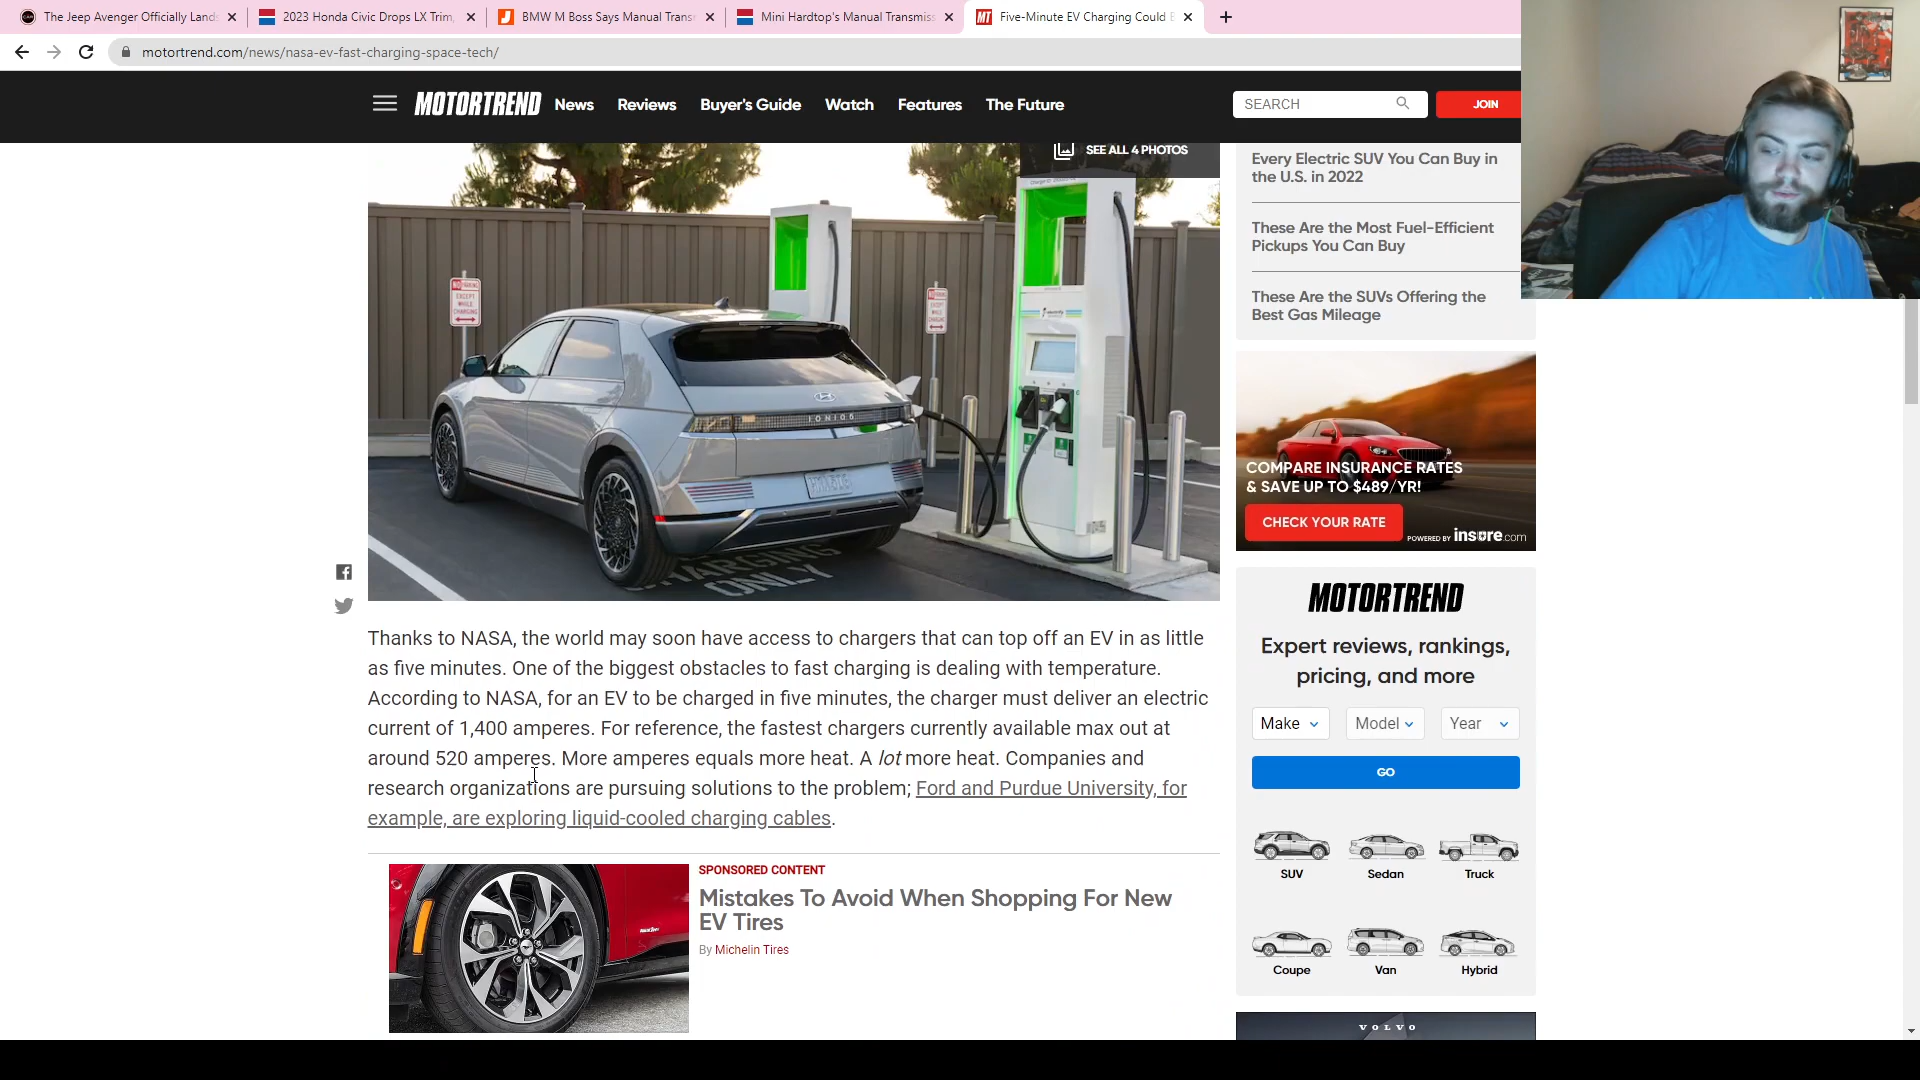 The Jeep Avenger Officially Land
2023 Honda Civic Drops LX Trim,
BMW M Boss Says Manual Trans
Mini Hardtop's Manual Transmiss
MT Five-Minute EV Charging Could E
motortrend.com/news/nasa-ev-fast-charging-space-tech/
MOTORTREND News Reviews Buyer's Guide Watch Features The Future
SEARCH
JOIN
SEE ALL 4 PHOTOS
NO PARKING
EXCEPT
WHILE
CHARGING
IONIQ 5
ONLY
Every Electric SUV You Can Buy in
the U.S. in 2022
These Are the Most Fuel-Efficient
Pickups You Can Buy
These Are the SUVs Offering the
Best Gas Mileage
COMPARE INSURANCE RATES
& SAVE UP TO $489/YR!
CHECK YOUR RATE
POWERED BY insure.com
Thanks to NASA, the world may soon have access to chargers that can top off an EV in as little
as five minutes. One of the biggest obstacles to fast charging is dealing with temperature.
According to NASA, for an EV to be charged in five minutes, the charger must deliver an electric
current of 1,400 amperes. For reference, the fastest chargers currently available max out at
around 520 amperes. More amperes equals more heat. A lot more heat. Companies and
research organizations are pursuing solutions to the problem; Ford and Purdue University, for
example, are exploring liquid-cooled charging cables.
SPONSORED CONTENT
Mistakes To Avoid When Shopping For New
EV Tires
By Michelin Tires
MOTORTREND
Expert reviews, rankings,
pricing, and more
Make Model Year
GO
SUV Sedan Truck
Coupe Van Hybrid
VOLVO